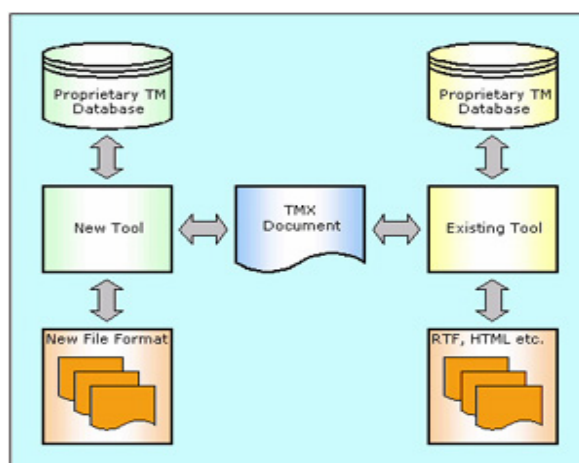 Proprietary TM
Database
Proprietary TM
Database
New Tool
TMX
Document
Existing Tool
New File Format
RTF, HTML etc.